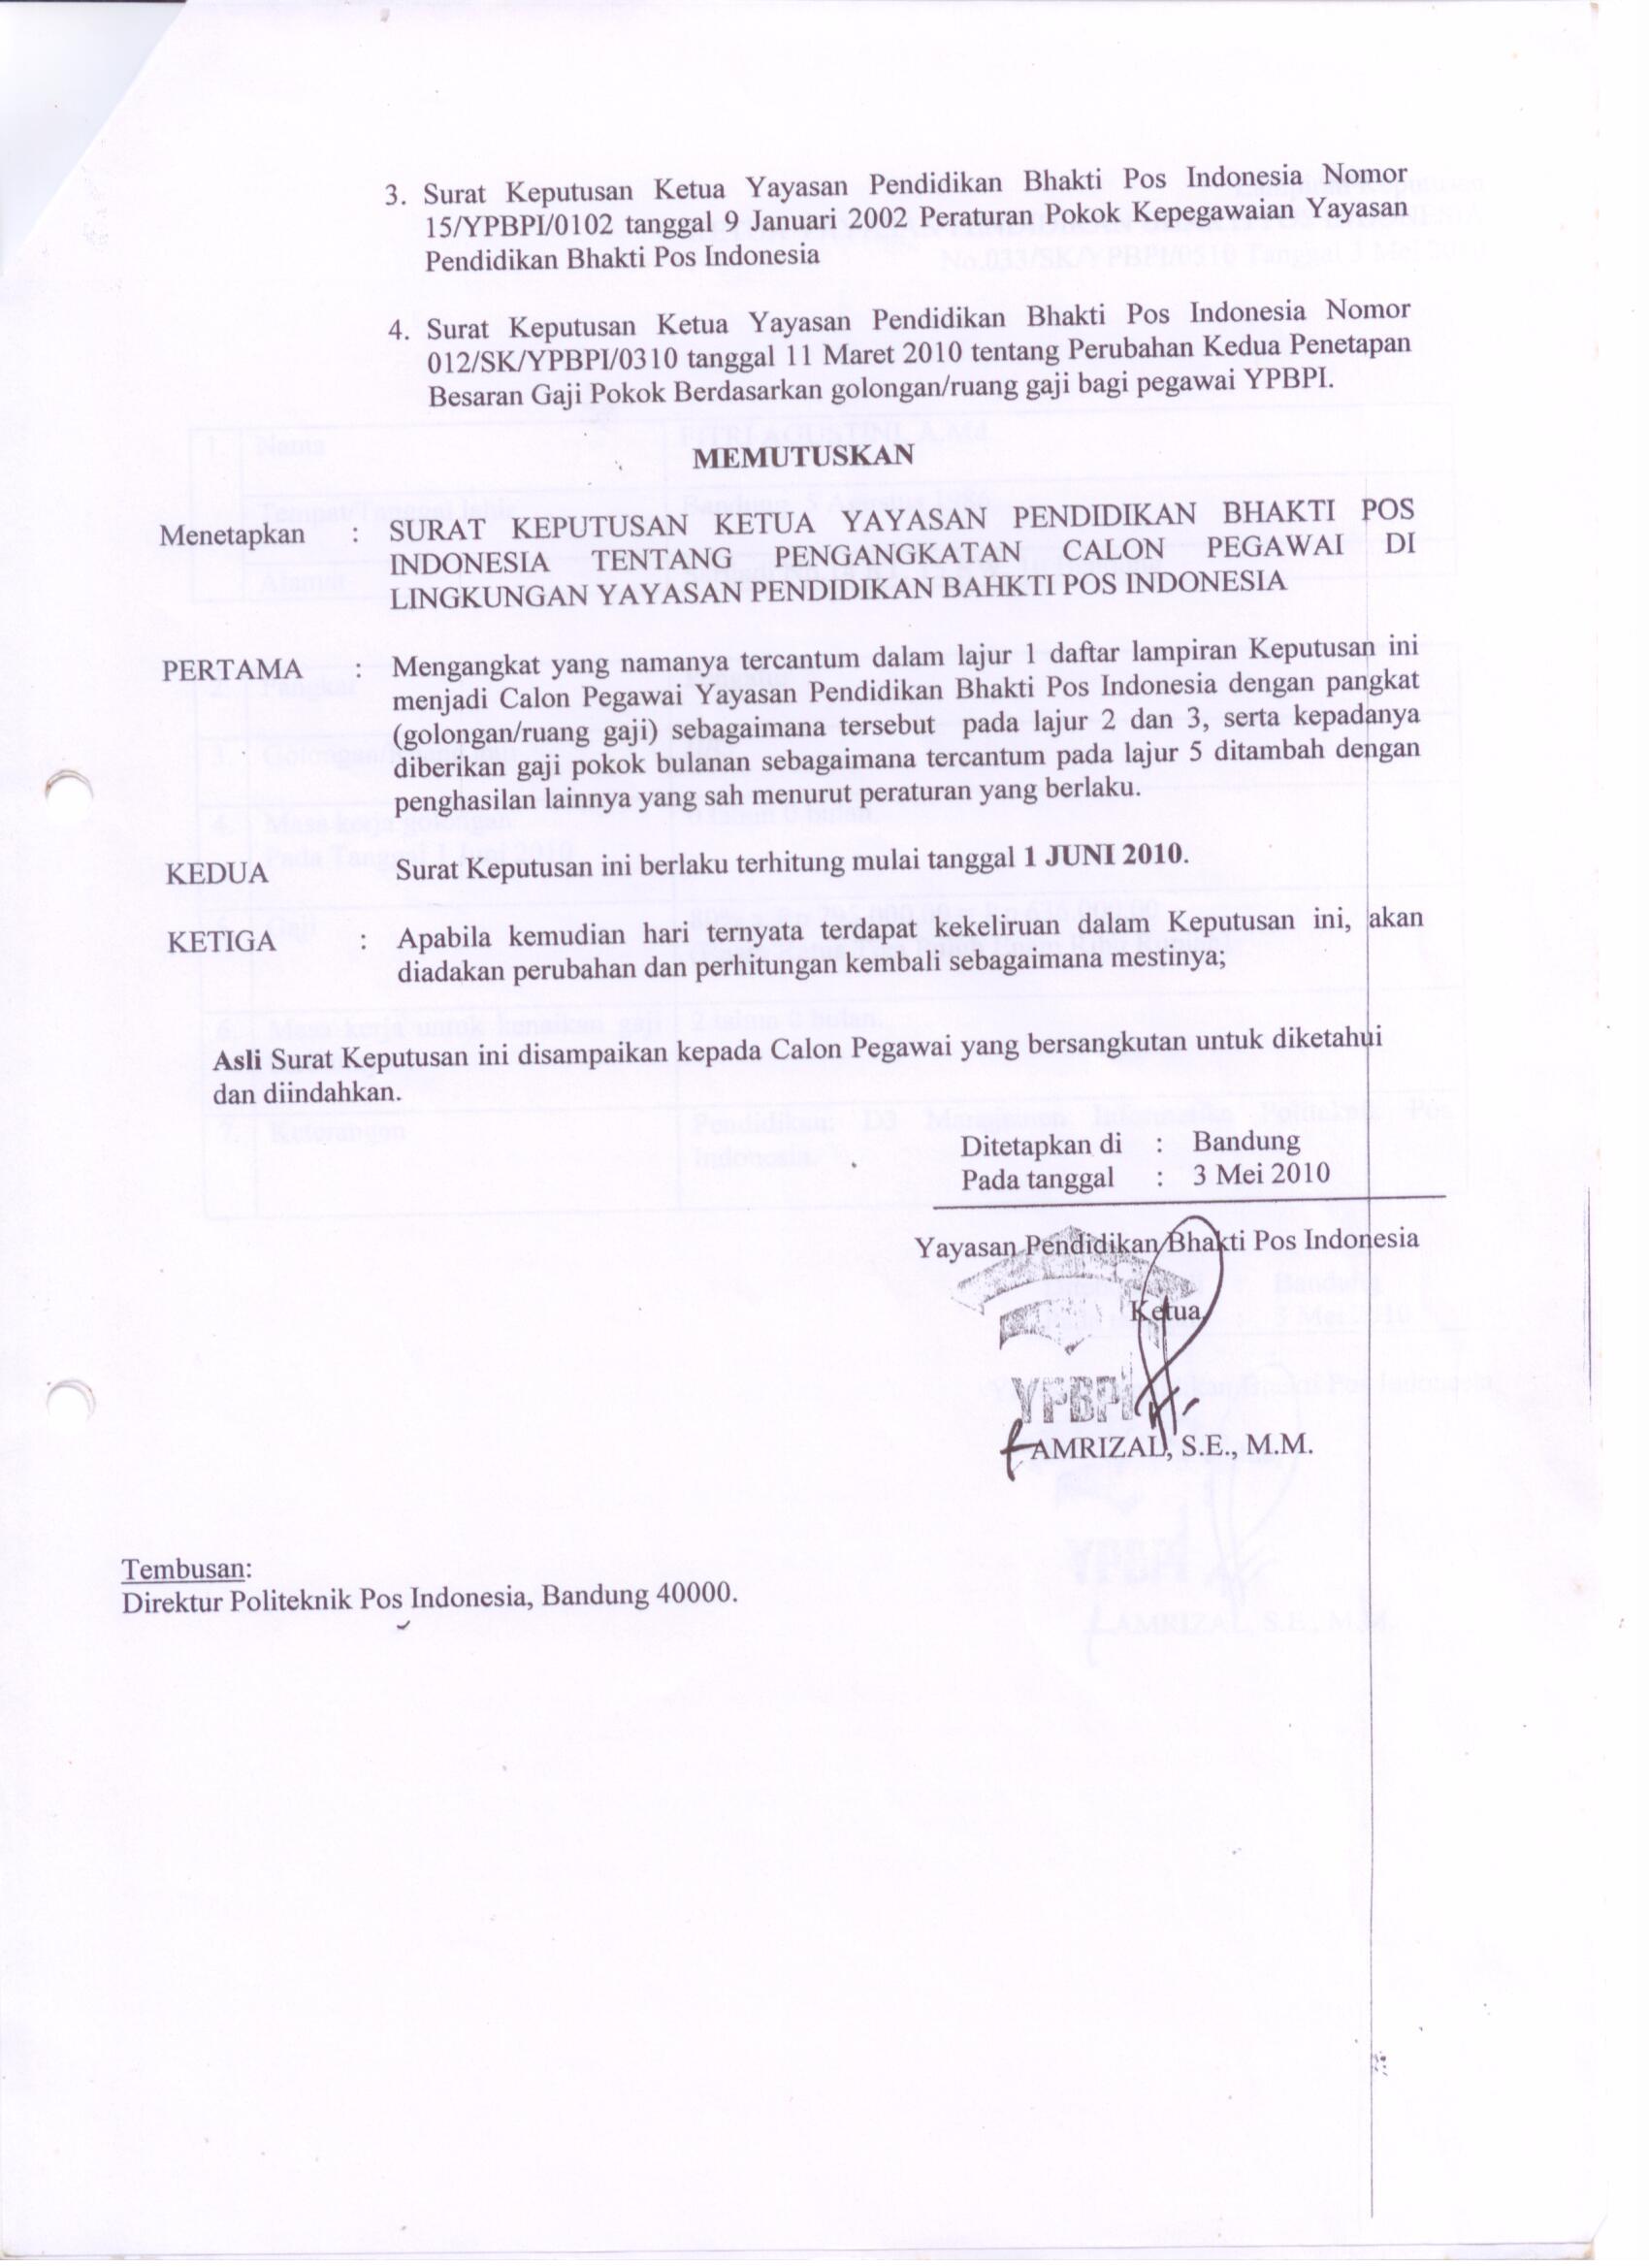 3. Surat Keputusan Ketua Yayasan Pendidikan Bhakti Pos Indonesia Nomor
15/YPBPI/0102 tanggal 9 Januari 2002 Peraturan Pokok Kepegawaian Yayasan
Pendidikan Bhakti Pos Indonesia
4. Surat Keputusan Ketua Yayasan Pendidikan Bhakti Pos Indonesia Nomor
012/SK/YPBPI/0310 tanggal 11 Maret 2010 tentang Perubahan Kedua Penetapan
Besaran Gaji Pokok Berdasarkan golongan/ruang gaji bagi pegawai YPBPI.
MEMUTUSKAN
Menetapkan : SURAT KEPUTUSAN KETUA YAYASAN PENDIDIKAN BHAKTI POS
INDONESIA TENTANG PENGANGKATAN CALON PEGAWAI DI
LINGKUNGAN YAYASAN PENDIDIKAN BAHKTI POS INDONESIA
PERTAMA : Mengangkat yang namanya tercantum dalam lajur 1 daftar lampiran Keputusan ini
menjadi Calon Pegawai Yayasan Pendidikan Bhakti Pos Indonesia dengan pangkat
(golongan/ruang gaji) sebagaimana tersebut pada lajur 2 dan 3, serta kepadanya
diberikan gaji pokok bulanan sebagaimana tercantum pada lajur 5 ditambah dengan
penghasilan lainnya yang sah menurut peraturan yang berlaku.
KEDUA Surat Keputusan ini berlaku terhitung mulai tanggal 1 JUNI 2010.
KETIGA : Apabila kemudian hari ternyata terdapat kekeliruan dalam Keputusan ini, akan
diadakan perubahan dan perhitungan kembali sebagaimana mestinya;
Asli Surat Keputusan ini disampaikan kepada Calon Pegawai yang bersangkutan untuk diketahui
dan diindahkan.
Ditetapkan di : Bandung
Pada tanggal : 3 Mei 2010
Yayasan Pendidikan Bhakti Pos Indonesia
Ketua,
YPBPI
AMRIZAL, S.E., M.M.
Tembusan:
Direktur Politeknik Pos Indonesia, Bandung 40000.